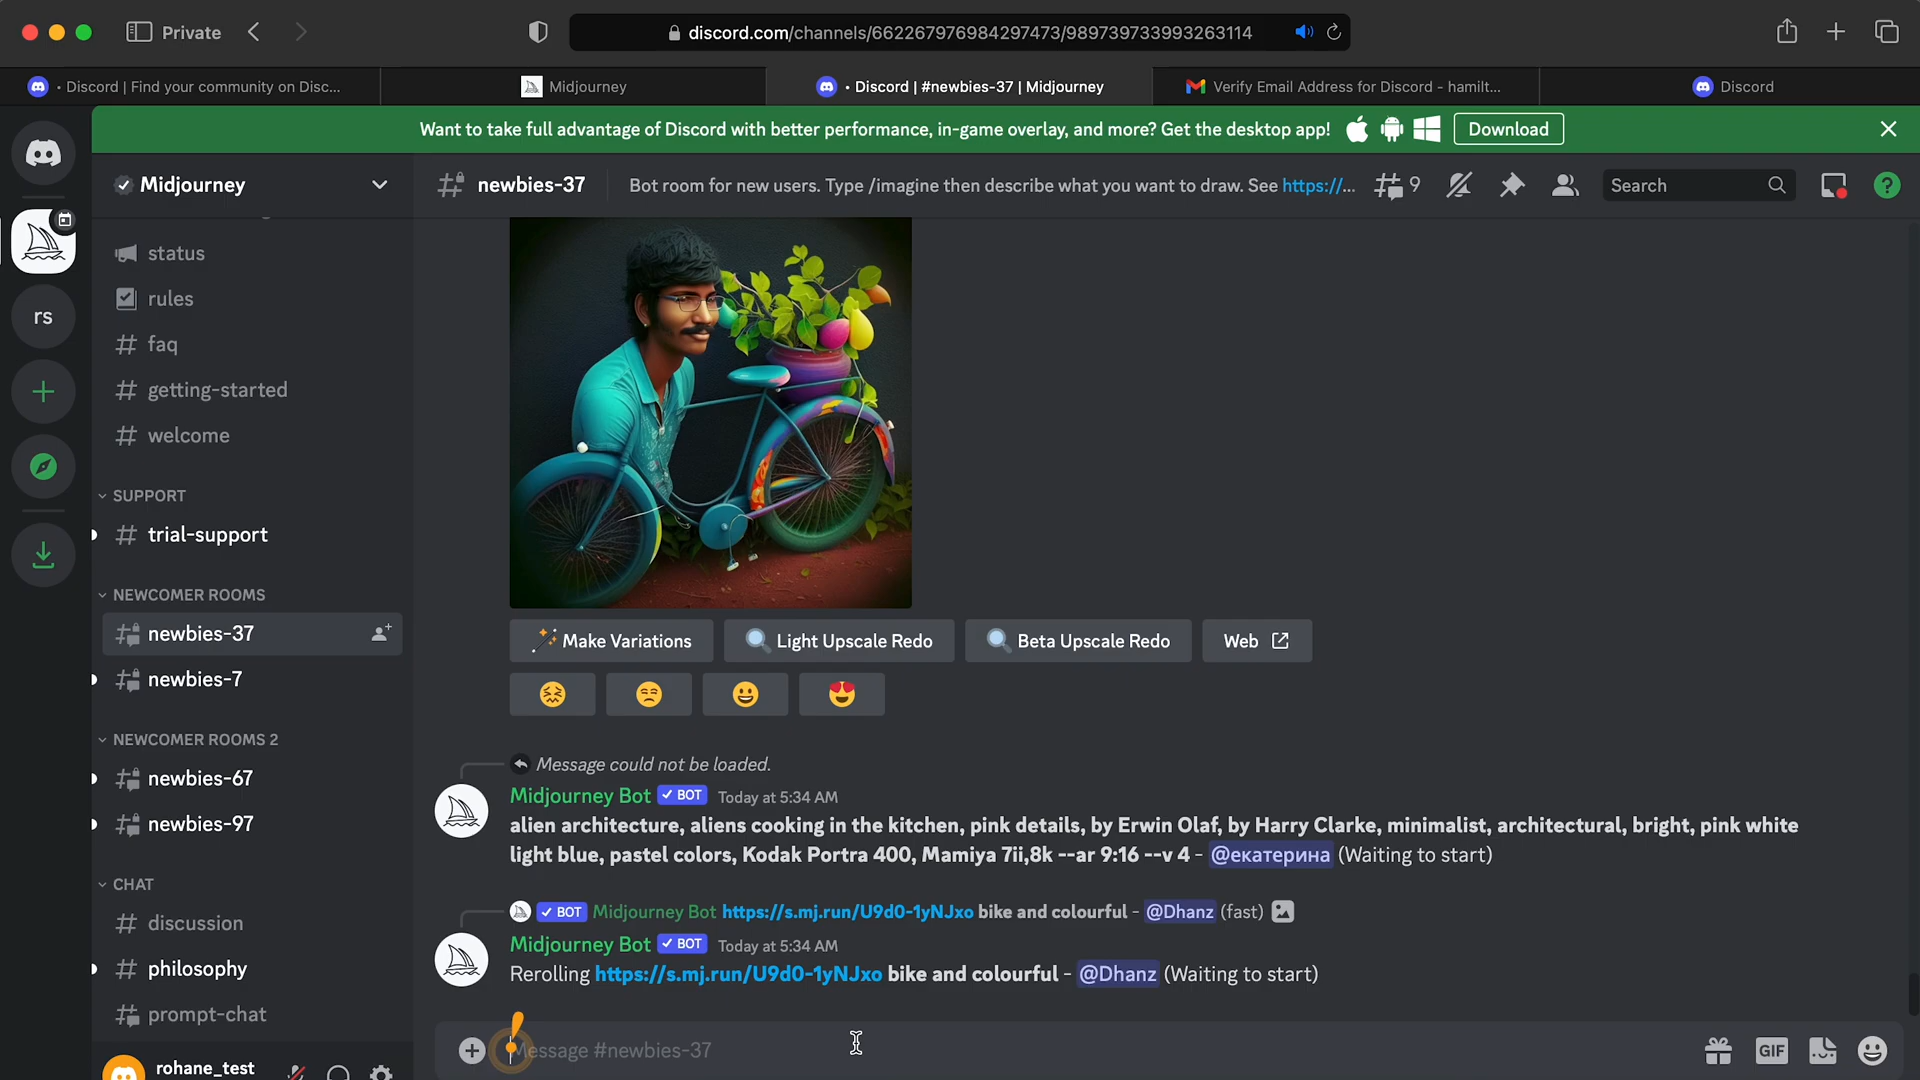 Private
discord.com/channels/662267976984297473/989739733993263114
· Discord | Find your community on Disc...
Midjourney
· Discord | #newbies-37 | Midjourney
Verify Email Address for Discord - hamilt...
Discord
Want to take full advantage of Discord with better performance, in-game overlay, and more? Get the desktop app!
Download
Midjourney
newbies-37
Bot room for new users. Type /imagine then describe what you want to draw. See https://...
9
Search
status
rules
faq
getting-started
welcome
rs
SUPPORT
trial-support
NEWCOMER ROOMS
newbies-37
newbies-7
NEWCOMER ROOMS 2
newbies-67
newbies-97
CHAT
discussion
philosophy
prompt-chat
rohane_test
Make Variations
Light Upscale Redo
Beta Upscale Redo
Web
Message could not be loaded.
Midjourney Bot BOT Today at 5:34 AM
alien architecture, aliens cooking in the kitchen, pink details, by Erwin Olaf, by Harry Clarke, minimalist, architectural, bright, pink white
light blue, pastel colors, Kodak Portra 400, Mamiya 7ii,8k --ar 9:16 --v 4 - @екатерина (Waiting to start)
BOT Midjourney Bot https://s.mj.run/U9d0-1yNJxo bike and colourful - @Dhanz (fast)
Midjourney Bot BOT Today at 5:34 AM
Rerolling https://s.mj.run/U9d0-1yNJxo bike and colourful - @Dhanz (Waiting to start)
Message #newbies-37
GIF